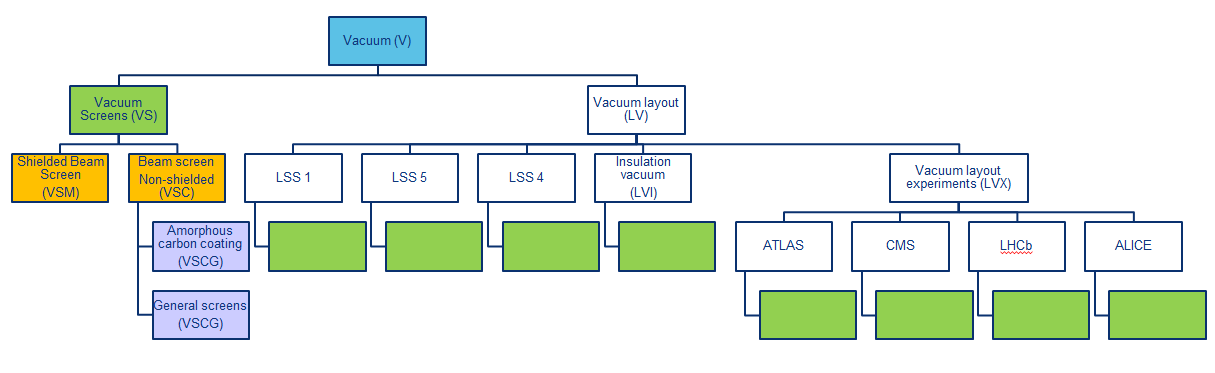 Vacuum (V)
Vacuum
Screens (VS)
Vacuum layout
(LV)
Shielded Beam
Screen
(VSM)
Beam screen
Non-shielded
(VSC)
LSS 1
LSS 5
LSS 4
Insulation
vacuum
(LVI)
Vacuum layout
experiments (LVX)
Amorphous
carbon coating
(VSCG)
ATLAS
CMS
LHCb
ALICE
General screens
(VSCG)